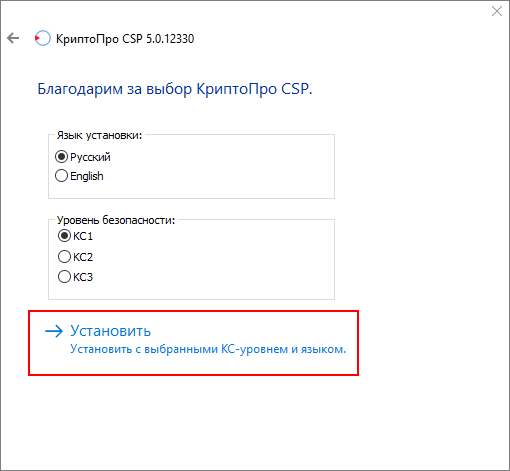 КриптоПро CSP 5.0.12330
Благодарим за выбор КриптоПро CSP.
Язык установки:
Русский
English
Уровень безопасности:
КС1
КС2
КС3
Установить
Установить с выбранными КС-уровнем и языком.